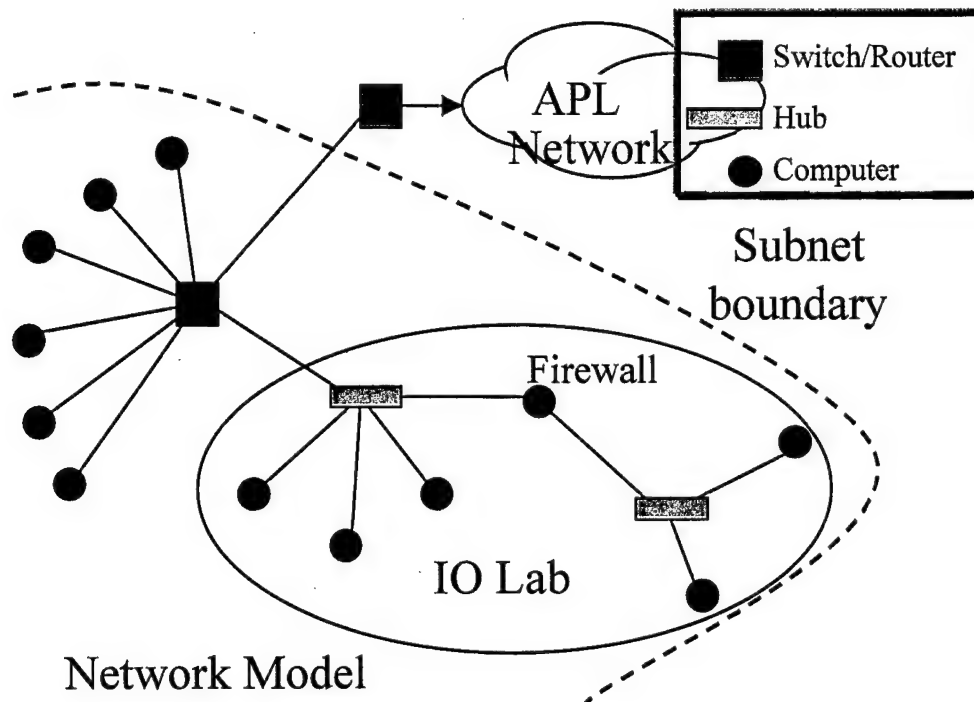 APL
Network
Switch/Router
Hub
Computer
Subnet
boundary
Firewall
IO Lab
Network Model